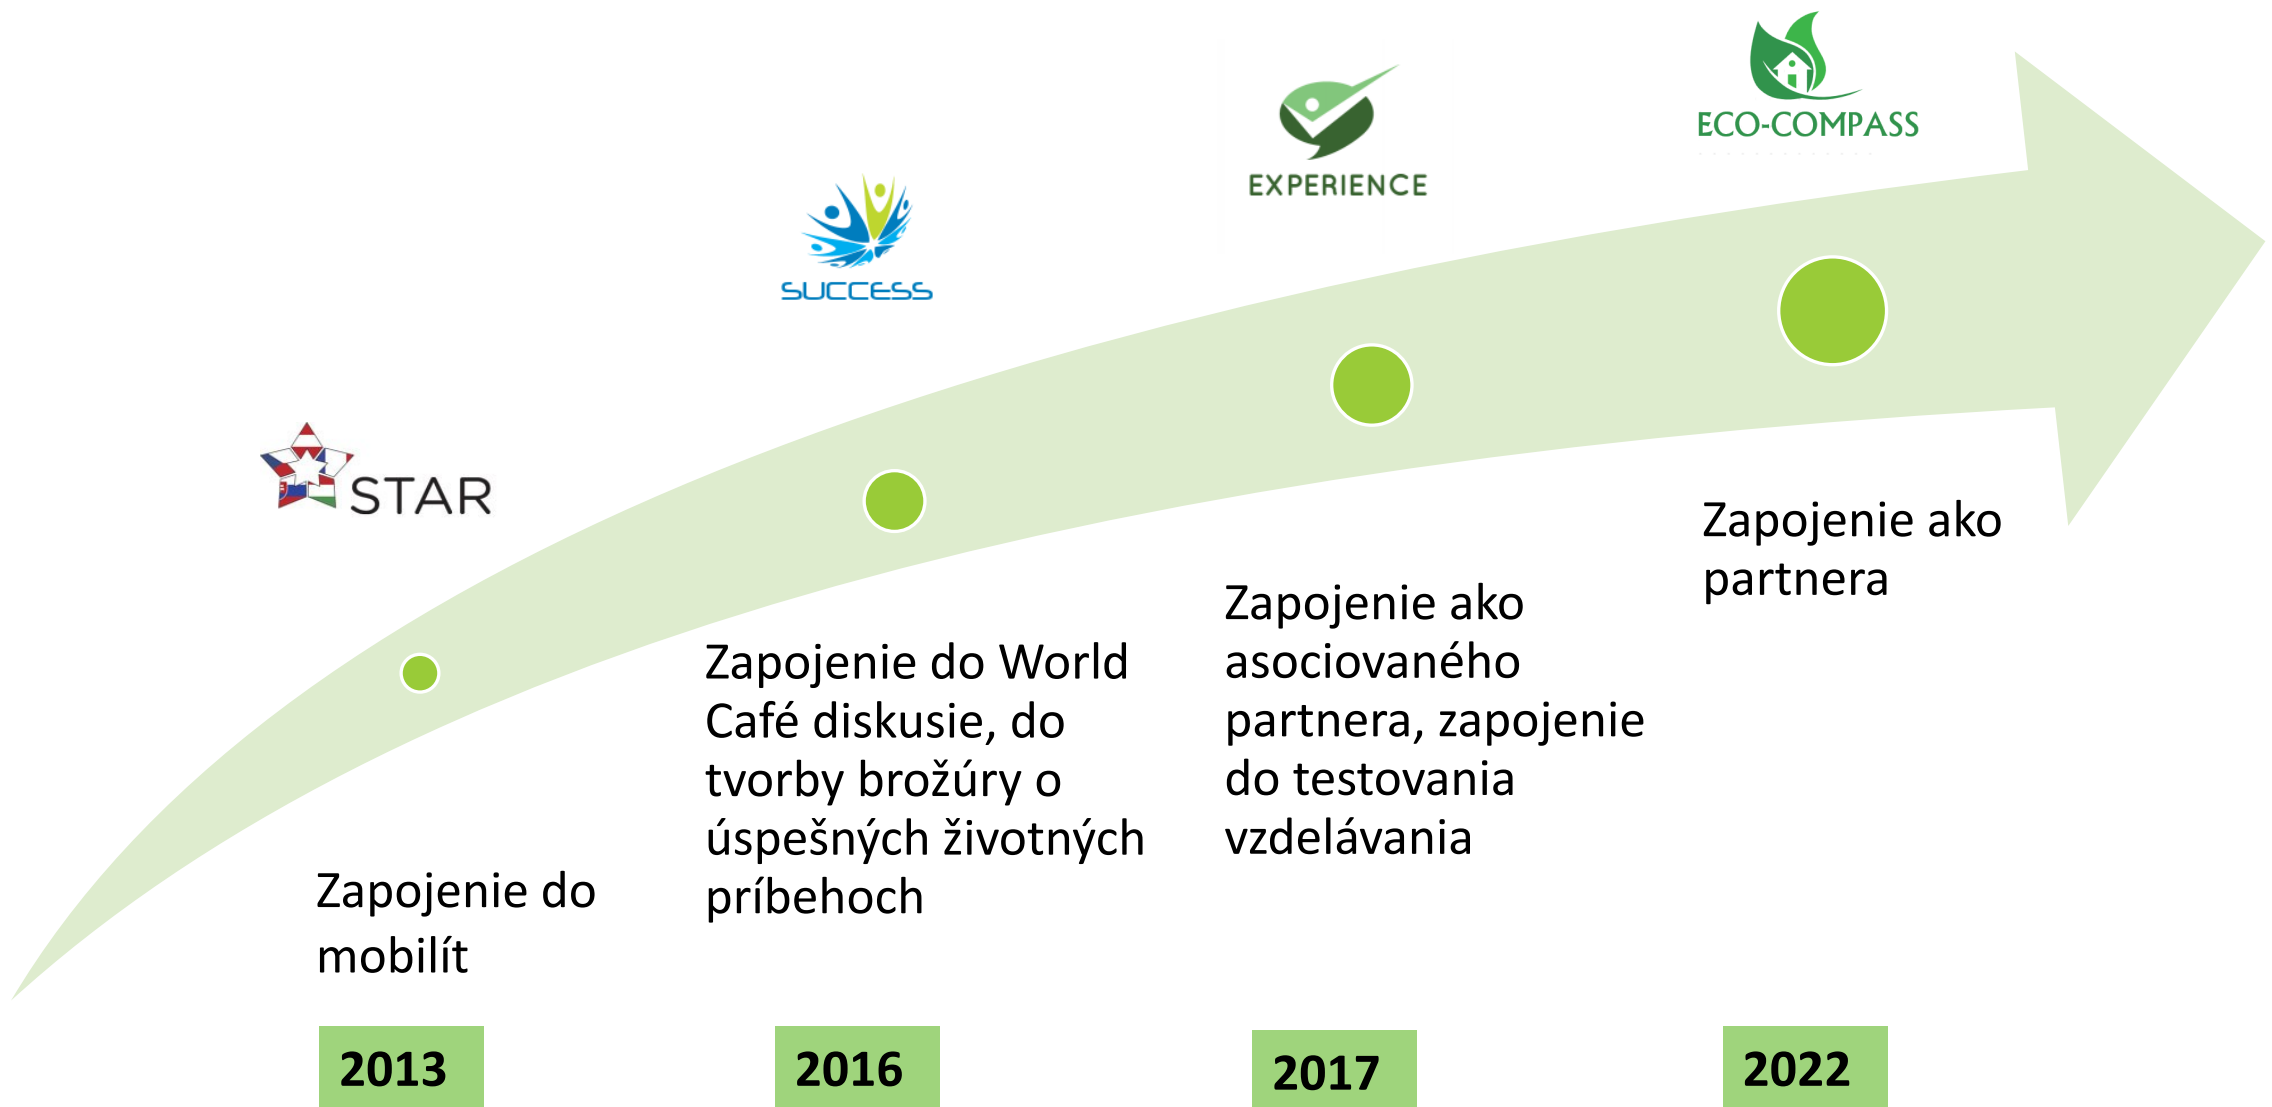 STAR
Zapojenie do
mobilít
2013
SUCCESS
Zapojenie do World
Café diskusie, do
tvorby brožúry o
úspešných životných
príbehoch
2016
EXPERIENCE
Zapojenie ako
asociovaného
partnera, zapojenie
do testovania
vzdelávania
2017
ECO-COMPASS
Zapojenie ako
partnera
2022